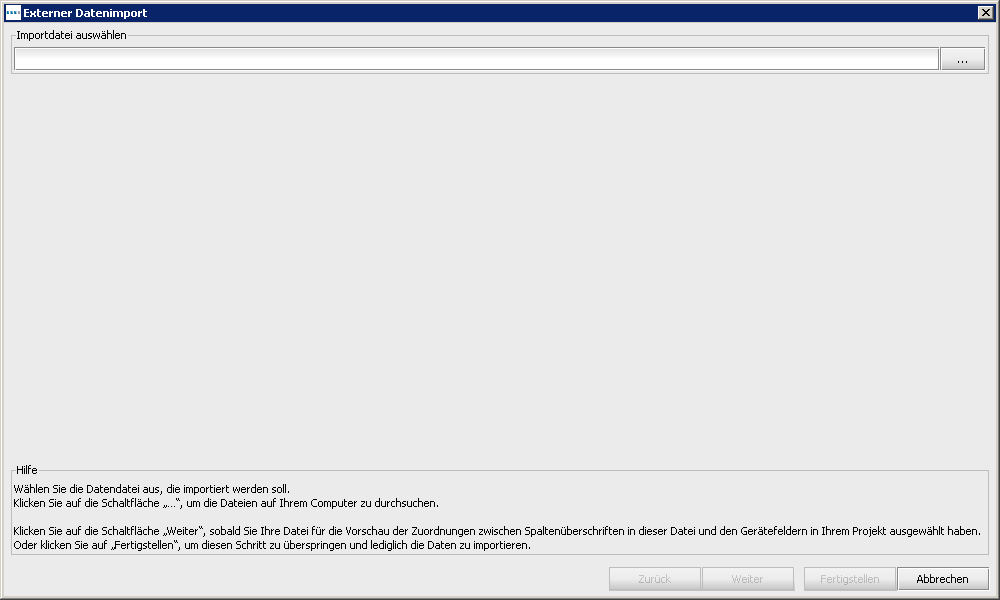 Externer Datenimport
Importdatei auswählen
...
Hilfe
Wählen Sie die Datendatei aus, die importiert werden soll.
Klicken Sie auf die Schaltfläche „...“, um die Dateien auf Ihrem Computer zu durchsuchen.
Klicken Sie auf die Schaltfläche „Weiter“, sobald Sie Ihre Datei für die Vorschau der Zuordnungen zwischen Spaltenüberschriften in dieser Datei und den Gerätefeldern in Ihrem Projekt ausgewählt haben.
Oder klicken Sie auf „Fertigstellen“, um diesen Schritt zu überspringen und lediglich die Daten zu importieren.
Zurück Weiter Fertigstellen Abbrechen